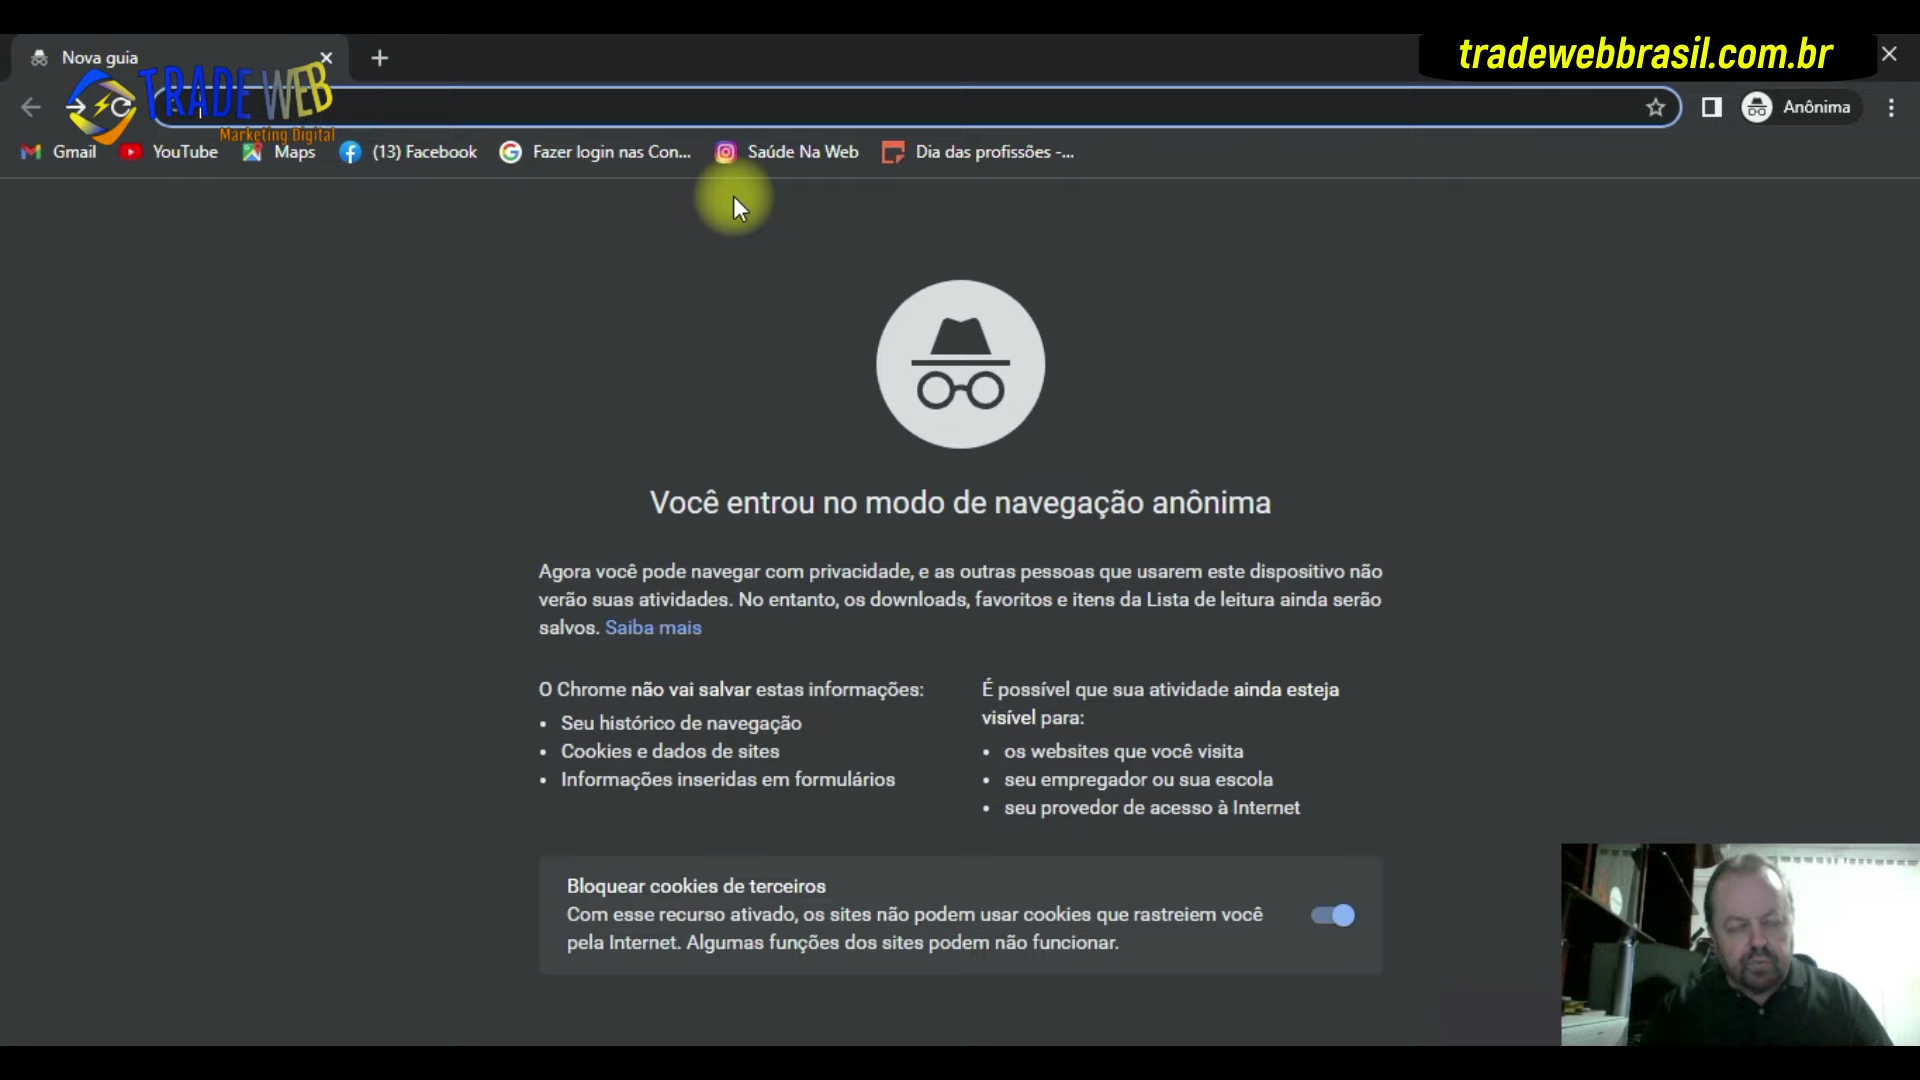 Nova guia
tradewebbrasil.com.br
TRADE WEB
Marketing Digital
Anônima
Gmail
YouTube
Maps
(13) Facebook
Fazer login nas Con...
Saúde Na Web
Dia das profissões -...
Você entrou no modo de navegação anônima
Agora você pode navegar com privacidade, e as outras pessoas que usarem este dispositivo não
verão suas atividades. No entanto, os downloads, favoritos e itens da Lista de leitura ainda serão
salvos. Saiba mais
O Chrome não vai salvar estas informações:
• Seu histórico de navegação
• Cookies e dados de sites
• Informações inseridas em formulários
É possível que sua atividade ainda esteja
visível para:
• os websites que você visita
• seu empregador ou sua escola
• seu provedor de acesso à Internet
Bloquear cookies de terceiros
Com esse recurso ativado, os sites não podem usar cookies que rastreiem você
pela Internet. Algumas funções dos sites podem não funcionar.